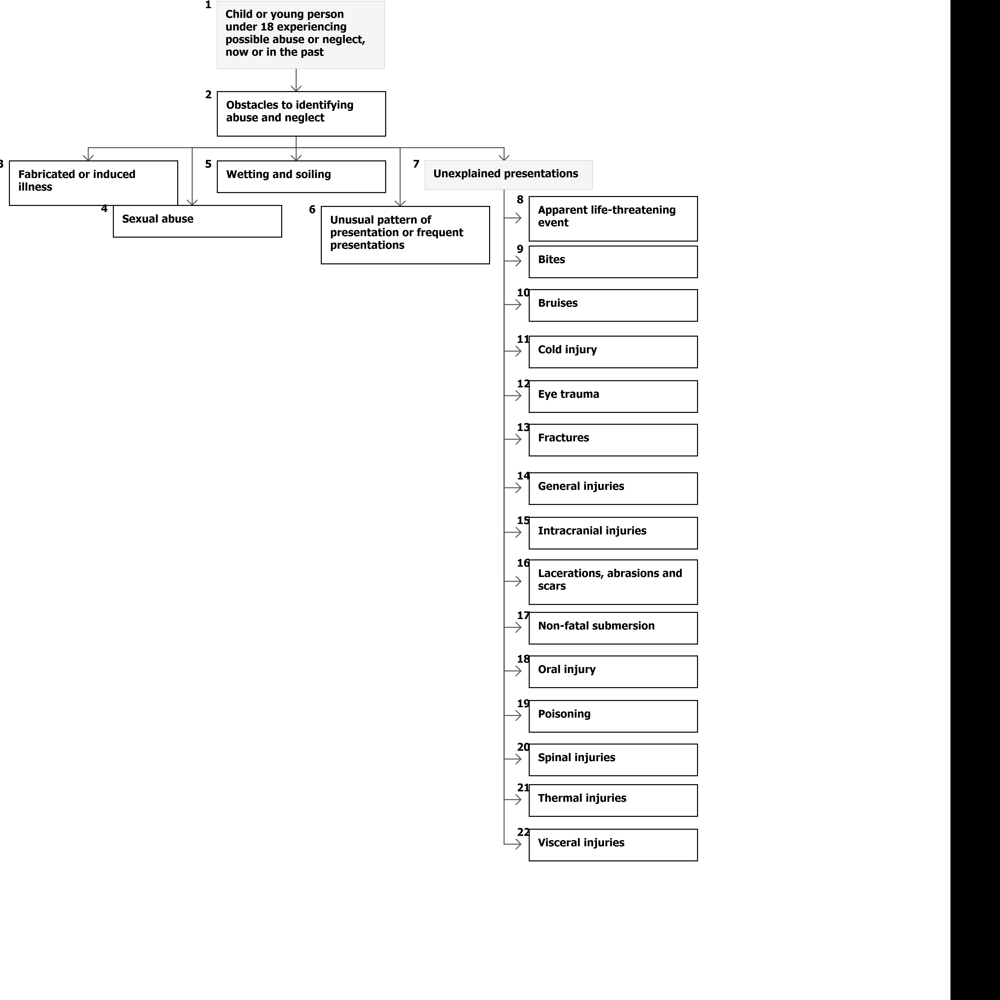 1
Child or young person
under 18 experiencing
possible abuse or neglect,
now or in the past
2
Obstacles to identifying
abuse and neglect
3
Fabricated or induced
illness
4
Sexual abuse
5
Wetting and soiling
6
Unusual pattern of
presentation or frequent
presentations
7
Unexplained presentations
8
Apparent life-threatening
event
9
Bites
10
Bruises
11
Cold injury
12
Eye trauma
13
Fractures
14
General injuries
15
Intracranial injuries
16
Lacerations, abrasions and
scars
17
Non-fatal submersion
18
Oral injury
19
Poisoning
20
Spinal injuries
21
Thermal injuries
22
Visceral injuries